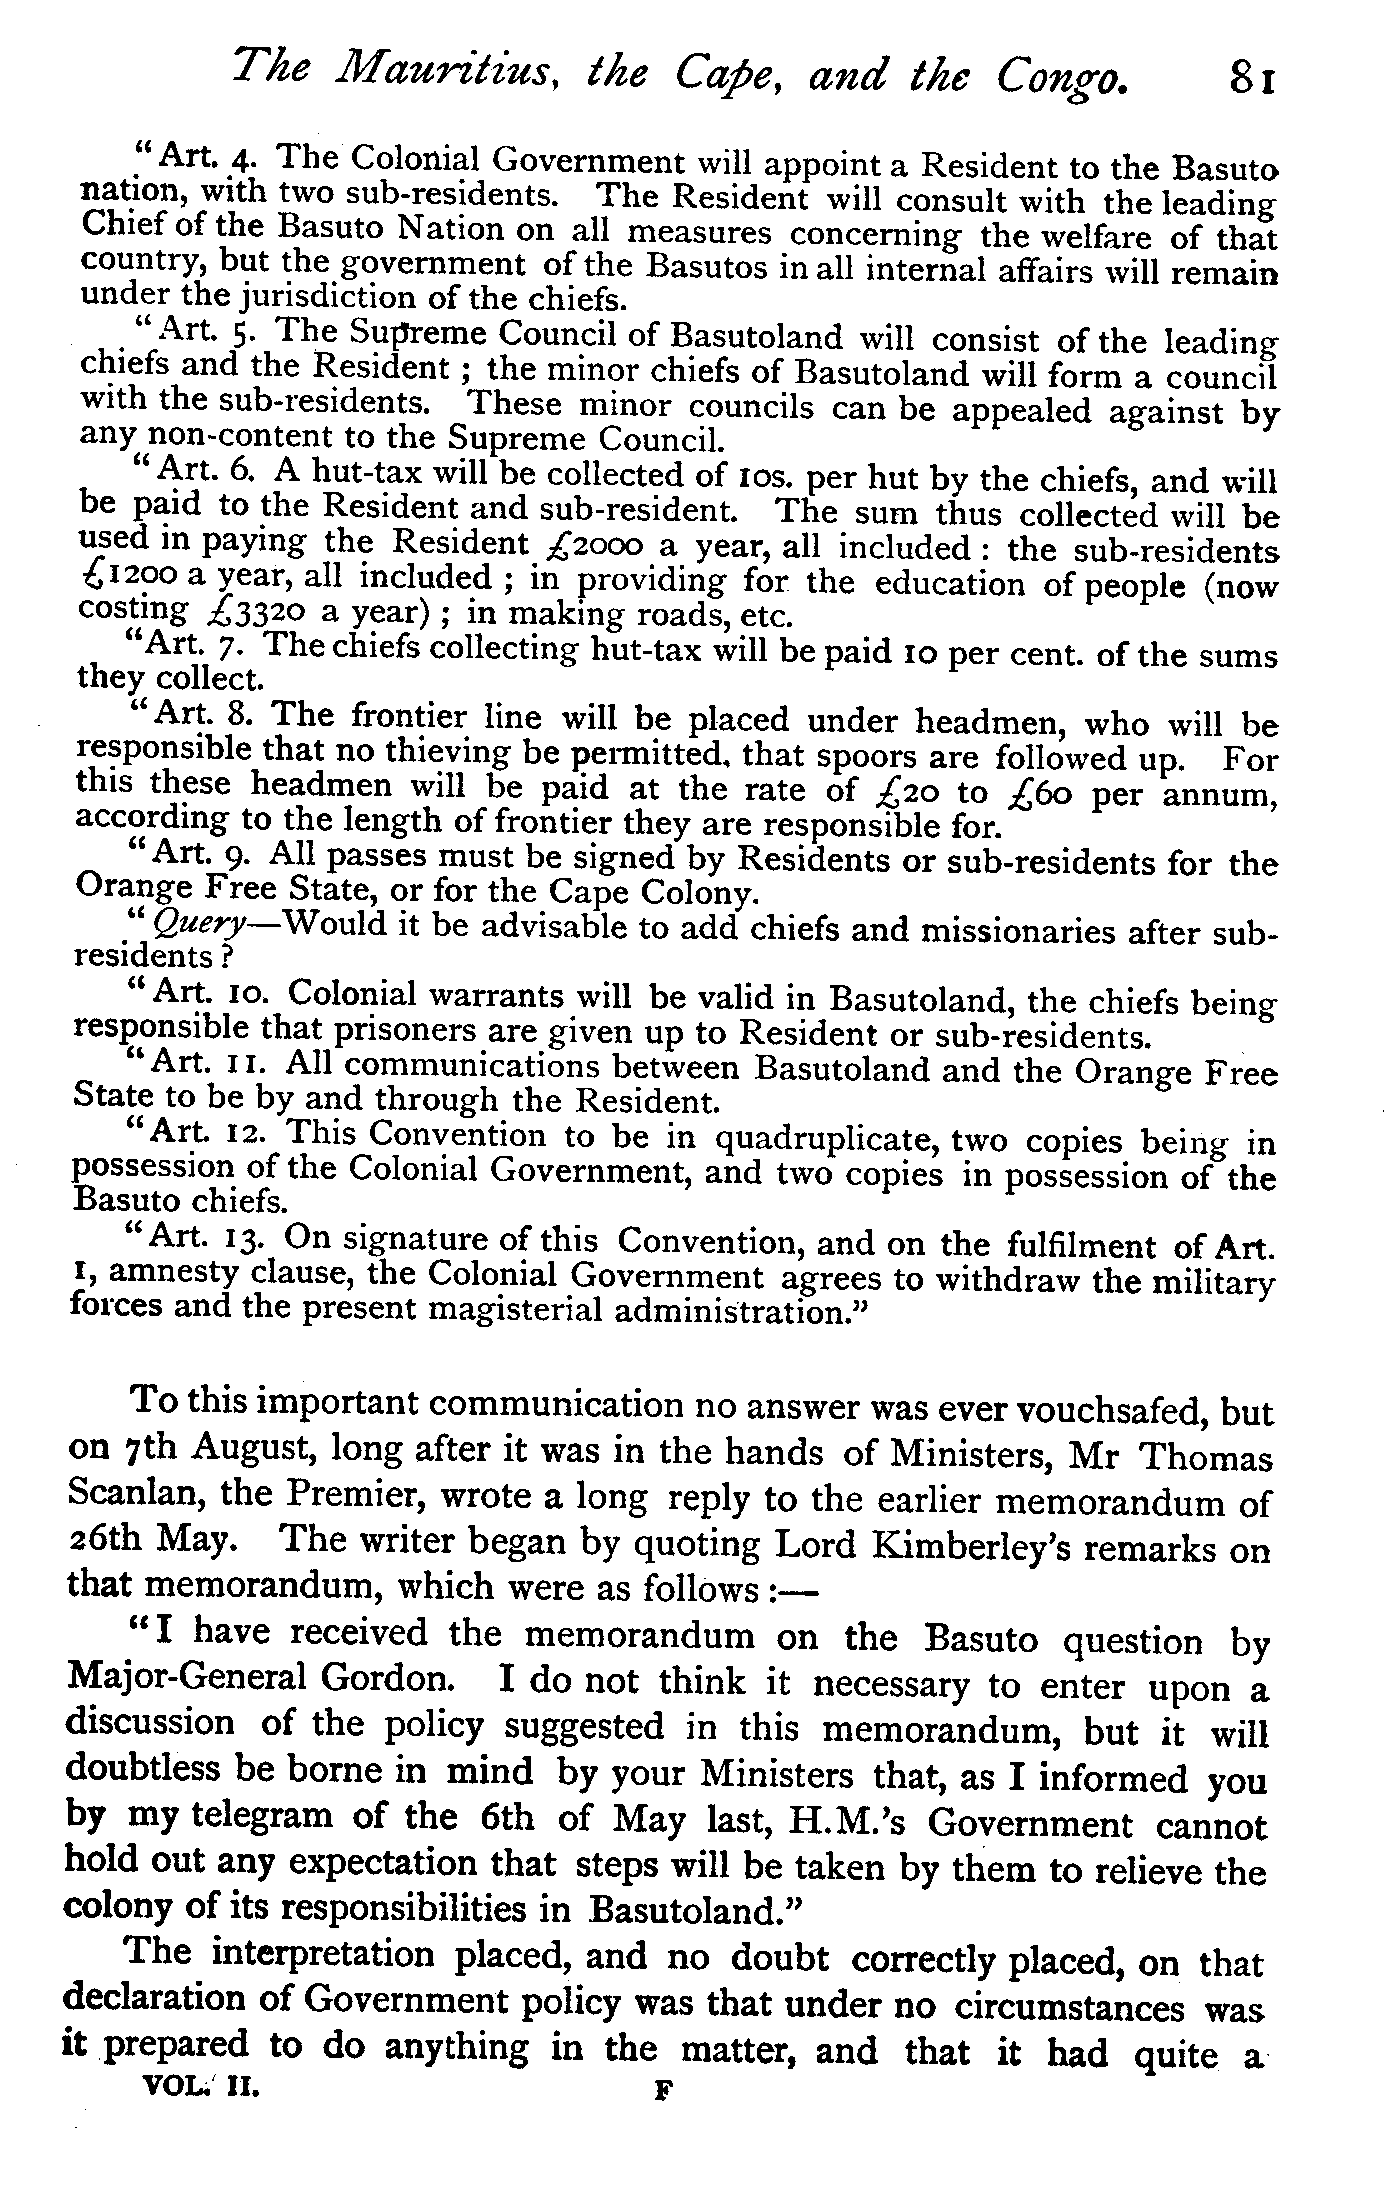 The Mauritius, the Cape, and the Congo. 81
“Art. 4. The Colonial Government will appoint a Resident to the Basuto
nation, with two sub-residents. The Resident will consult with the leading
Chief of the Basuto Nation on all measures concerning the welfare of that
country, but the government of the Basutos in all internal affairs will remain
under the jurisdiction of the chiefs.
“Art. 5. The Supreme Council of Basutoland will consist of the leading
chiefs and the Resident ; the minor chiefs of Basutoland will form a council
with the sub-residents. These minor councils can be appealed against by
any non-content to the Supreme Council.
“Art. 6. A hut-tax will be collected of 10s. per hut by the chiefs, and will
be paid to the Resident and sub-resident. The sum thus collected will be
used in paying the Resident £2000 a year, all included : the sub-residents
£1200 a year, all included ; in providing for the education of people (now
costing £3320 a year) ; in making roads, etc.
“Art. 7. The chiefs collecting hut-tax will be paid 10 per cent. of the sums
they collect.
“Art. 8. The frontier line will be placed under headmen, who will be
responsible that no thieving be permitted, that spoors are followed up. For
this these headmen will be paid at the rate of £20 to £60 per annum,
according to the length of frontier they are responsible for.
“Art. 9. All passes must be signed by Residents or sub-residents for the
Orange Free State, or for the Cape Colony.
“Query—Would it be advisable to add chiefs and missionaries after sub-
residents ?
“Art. 10. Colonial warrants will be valid in Basutoland, the chiefs being
responsible that prisoners are given up to Resident or sub-residents.
“Art. 11. All communications between Basutoland and the Orange Free
State to be by and through the Resident.
“Art. 12. This Convention to be in quadruplicate, two copies being in
possession of the Colonial Government, and two copies in possession of the
Basuto chiefs.
“Art. 13. On signature of this Convention, and on the fulfilment of Art.
1, amnesty clause, the Colonial Government agrees to withdraw the military
forces and the present magisterial administration.”
To this important communication no answer was ever vouchsafed, but
on 7th August, long after it was in the hands of Ministers, Mr Thomas
Scanlan, the Premier, wrote a long reply to the earlier memorandum of
26th May. The writer began by quoting Lord Kimberley’s remarks on
that memorandum, which were as follows :—
“I have received the memorandum on the Basuto question by
Major-General Gordon. I do not think it necessary to enter upon a
discussion of the policy suggested in this memorandum, but it will
doubtless be borne in mind by your Ministers that, as I informed you
by my telegram of the 6th of May last, H.M.’s Government cannot
hold out any expectation that steps will be taken by them to relieve the
colony of its responsibilities in Basutoland.”
The interpretation placed, and no doubt correctly placed, on that
declaration of Government policy was that under no circumstances was
it prepared to do anything in the matter, and that it had quite a
VOL. II. F